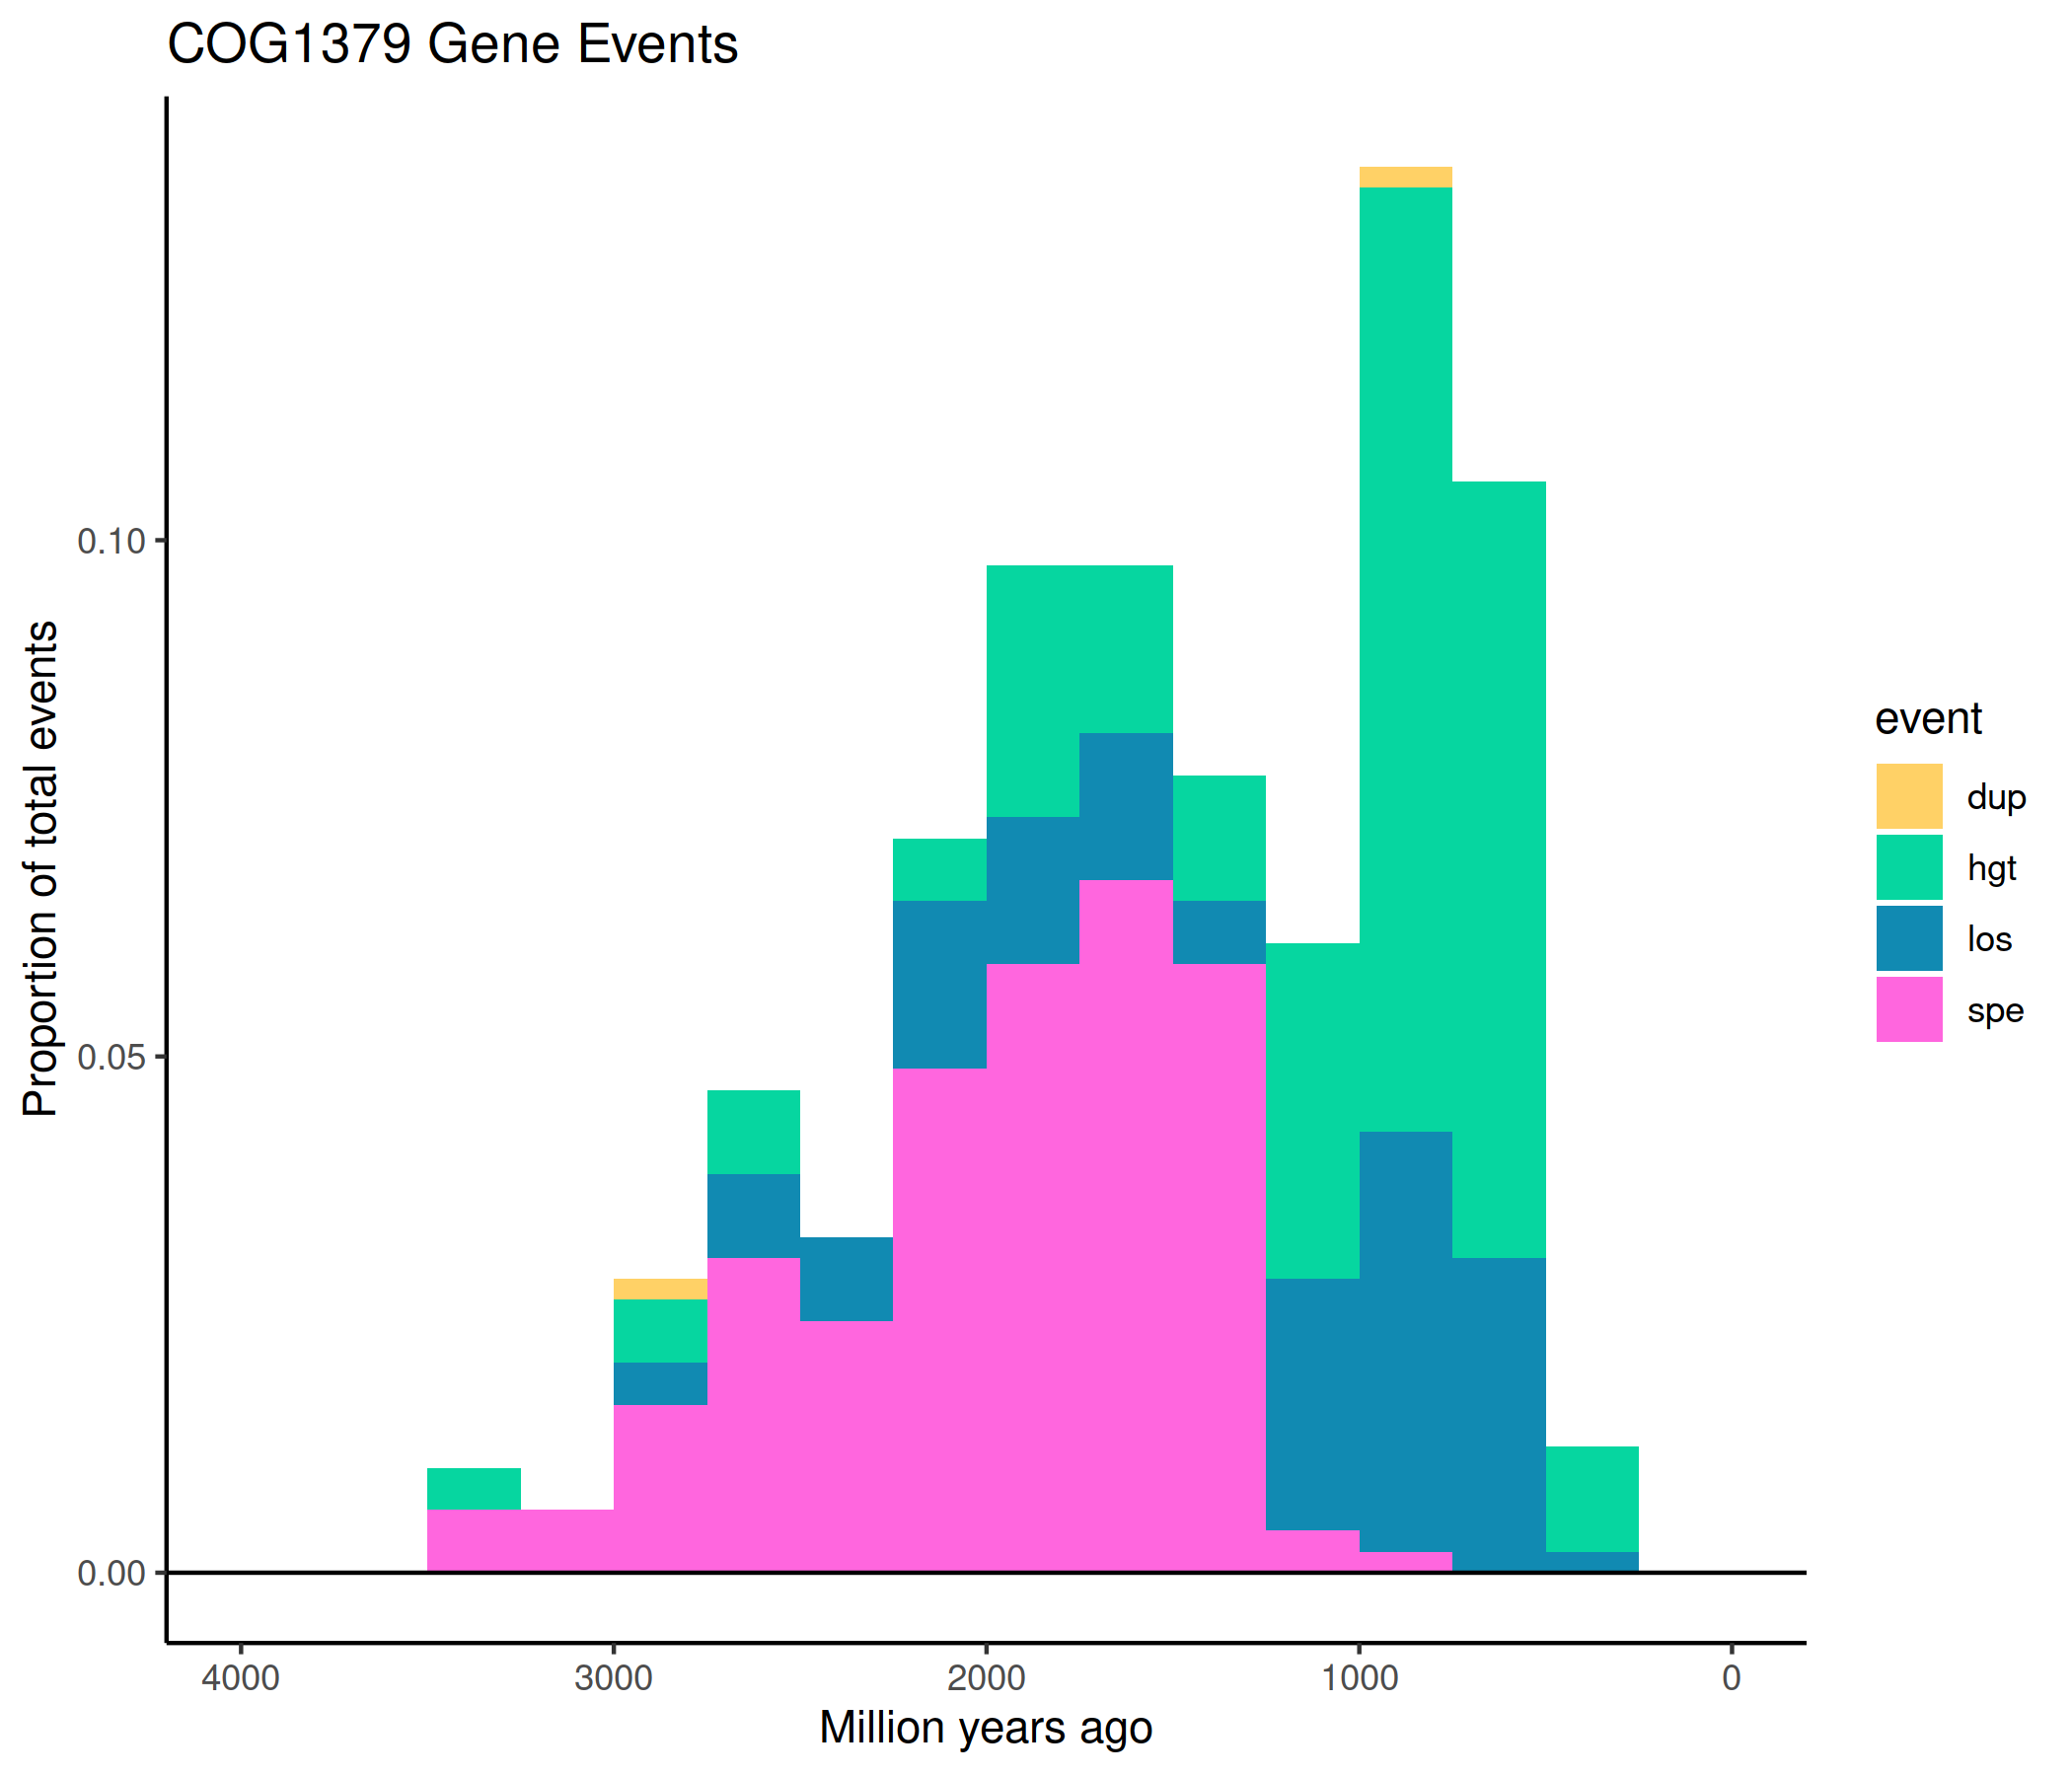 COG1379 Gene Events
Proportion of total events
0.10
0.05
0.00
4000 3000 2000 1000 0
Million years ago
event
dup
hgt
los
spe